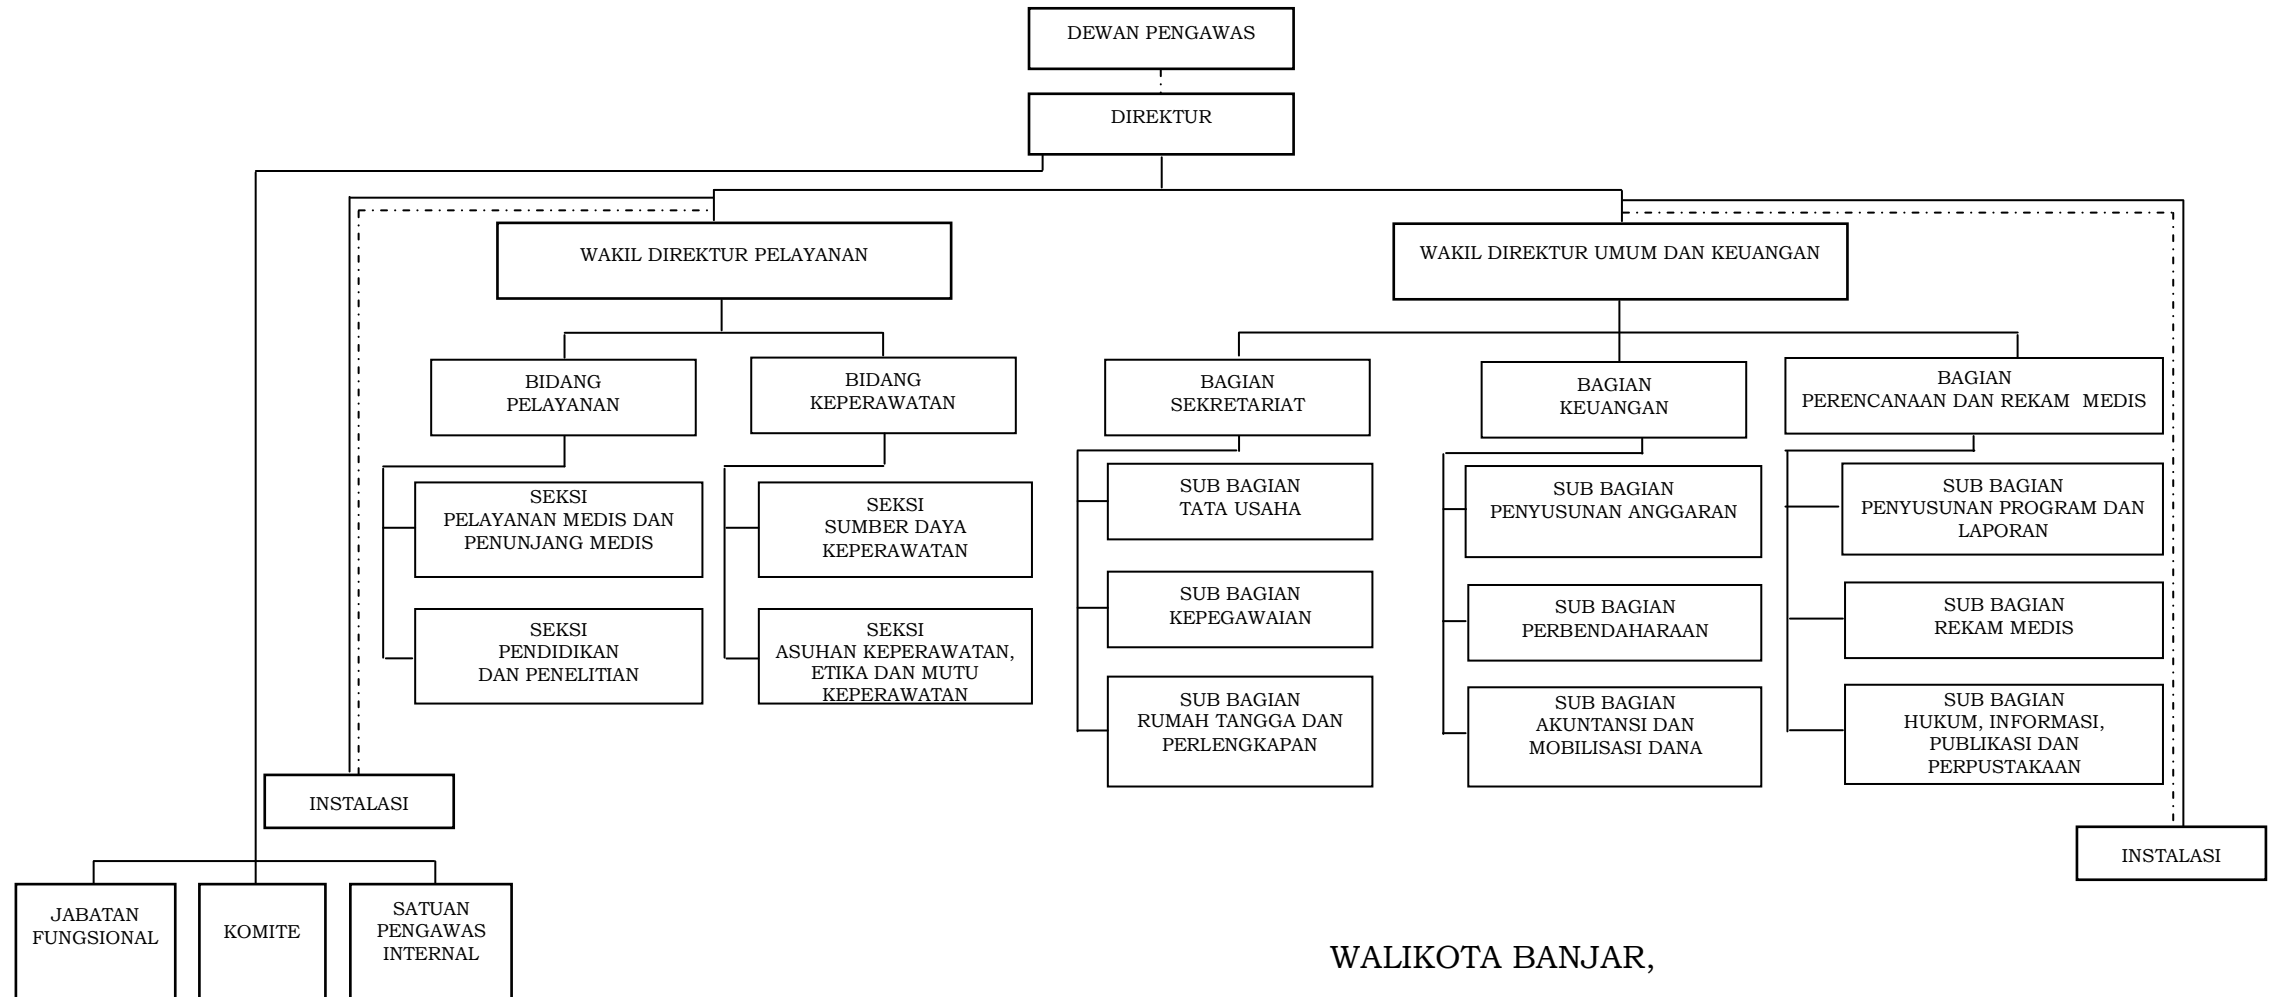 DEWAN PENGAWAS
DIREKTUR
WAKIL DIREKTUR PELAYANAN
WAKIL DIREKTUR UMUM DAN KEUANGAN
BIDANG
PELAYANAN
BIDANG
KEPERAWATAN
BAGIAN
SEKRETARIAT
BAGIAN
KEUANGAN
BAGIAN
PERENCANAAN DAN REKAM MEDIS
SEKSI
PELAYANAN MEDIS DAN
PENUNJANG MEDIS
SEKSI
SUMBER DAYA
KEPERAWATAN
SUB BAGIAN
TATA USAHA
SUB BAGIAN
PENYUSUNAN ANGGARAN
SUB BAGIAN
PENYUSUNAN PROGRAM DAN
LAPORAN
SUB BAGIAN
KEPEGAWAIAN
SUB BAGIAN
PERBENDAHARAAN
SUB BAGIAN
REKAM MEDIS
SEKSI
PENDIDIKAN
DAN PENELITIAN
SEKSI
ASUHAN KEPERAWATAN,
ETIKA DAN MUTU
KEPERAWATAN
SUB BAGIAN
RUMAH TANGGA DAN
PERLENGKAPAN
SUB BAGIAN
AKUNTANSI DAN
MOBILISASI DANA
SUB BAGIAN
HUKUM, INFORMASI,
PUBLIKASI DAN
PERPUSTAKAAN
INSTALASI
INSTALASI
JABATAN
FUNGSIONAL
KOMITE
SATUAN
PENGAWAS
INTERNAL
WALIKOTA BANJAR,